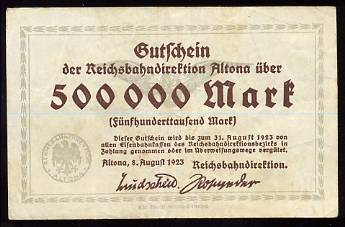 Gutschein
der Reichsbahndirektion Altona über
500000 Mark
(Fünfhunderttausend Mark)
Dieser Gutschein wird bis zum 31. August 1923 von
allen Eisenbahnkassen des Reichsbahndirektionsbezirks in
Zahlung genommen oder im Überweisungswege vergütet.
Altona, 8. August 1923 Reichsbahndirektion.